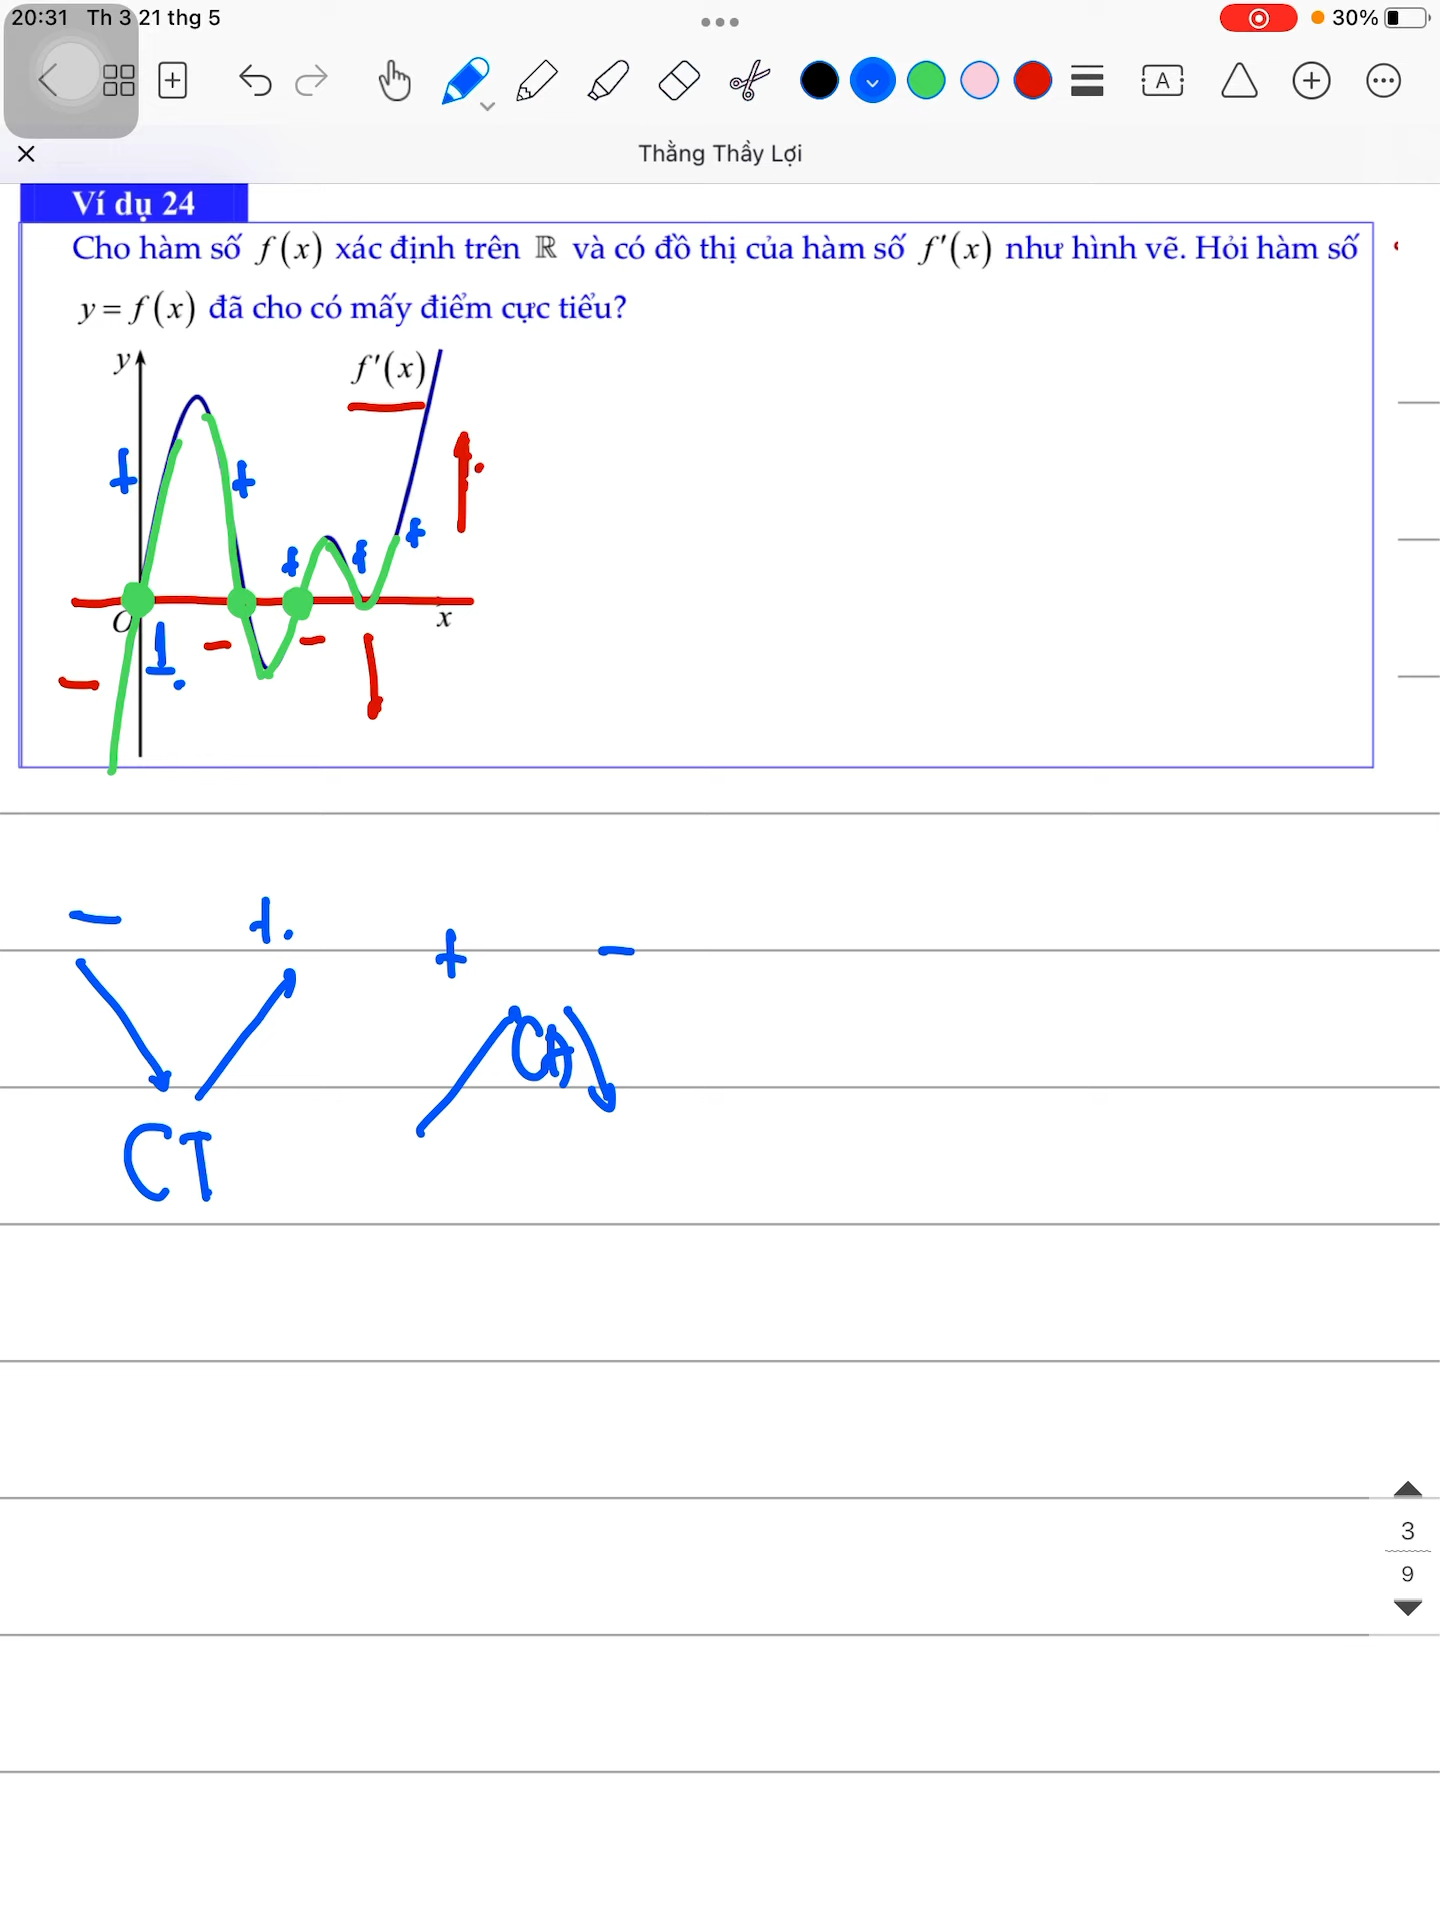 20:31 Th 3 21 thg 5
30%
A
Thằng Thầy Lợi
Ví dụ 24
Cho hàm số f(x) xác định trên ℝ và có đồ thị của hàm số f'(x) như hình vẽ. Hỏi hàm số
y = f(x) đã cho có mấy điểm cực tiểu?
y
f'(x)
+ +
+ + +
O x
1.
− − −
− +.
+ −
CĐ
CT
3
9